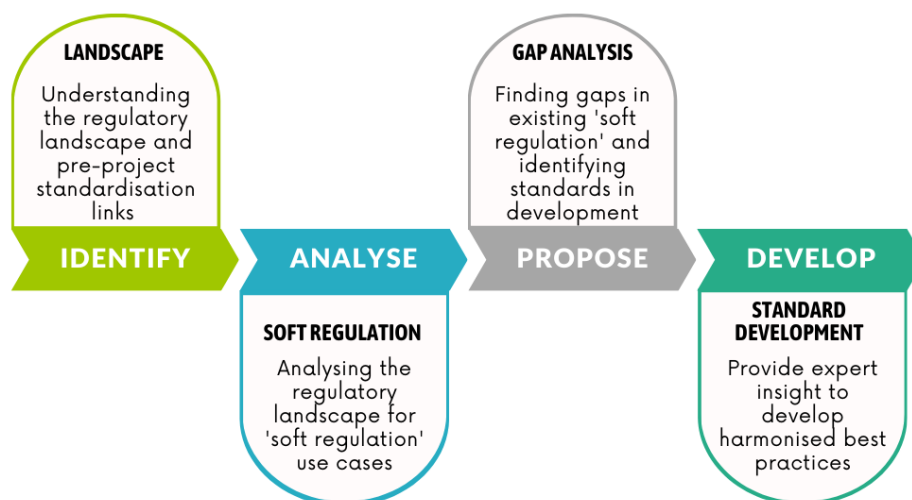 LANDSCAPE
Understanding
the regulatory
landscape and
pre-project
standardisation
links
IDENTIFY
ANALYSE
SOFT REGULATION
Analysing the
regulatory
landscape for
'soft regulation'
use cases
GAP ANALYSIS
Finding gaps in
existing 'soft
regulation' and
identifying
standards in
development
PROPOSE
DEVELOP
STANDARD
DEVELOPMENT
Provide expert
insight to
develop
harmonised best
practices